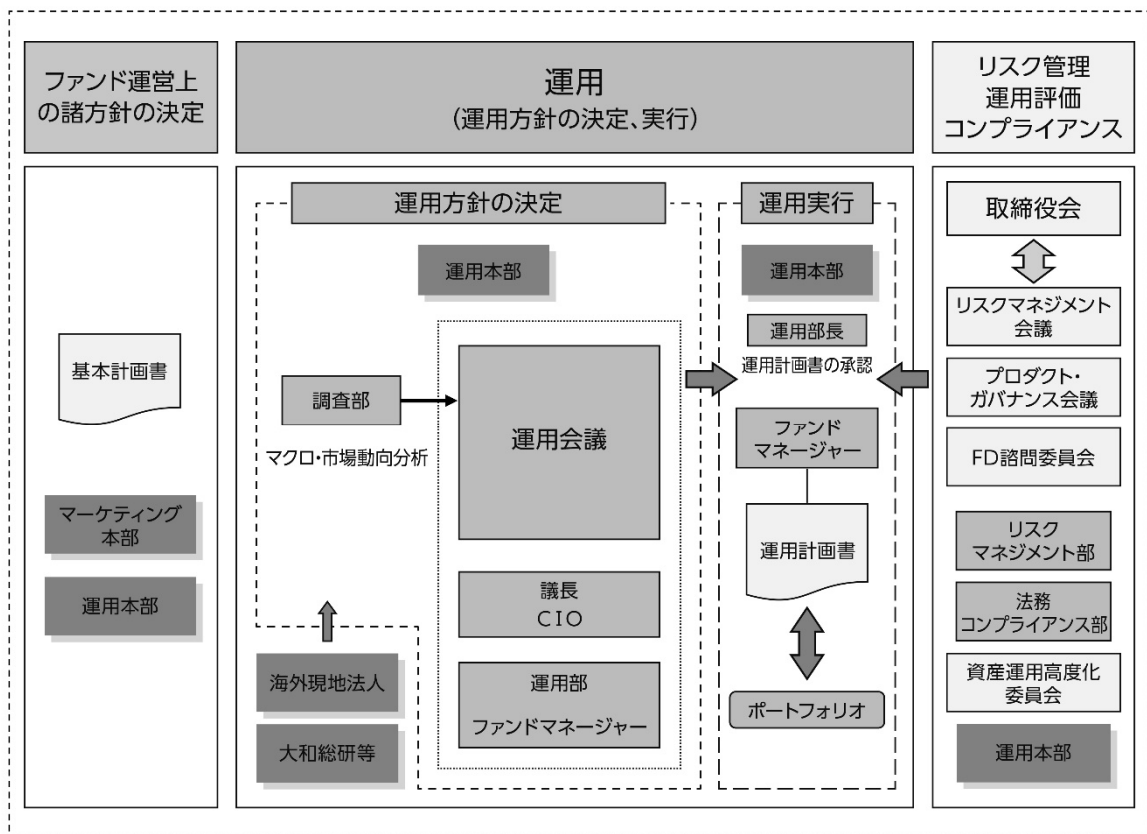 ファンド運営上
の諸方針の決定
運用
(運用方針の決定、実行)
リスク管理
運用評価
コンプライアンス
基本計画書
マーケティング
本部
運用本部
運用方針の決定
運用本部
調査部
マクロ・市場動向分析
運用会議
議長
CIO
運用部
ファンドマネージャー
海外現地法人
大和総研等
運用実行
運用本部
運用部長
運用計画書の承認
ファンド
マネージャー
運用計画書
ポートフォリオ
取締役会
リスクマネジメント
会議
プロダクト・
ガバナンス会議
FD諮問委員会
リスク
マネジメント部
法務
コンプライアンス部
資産運用高度化
委員会
運用本部